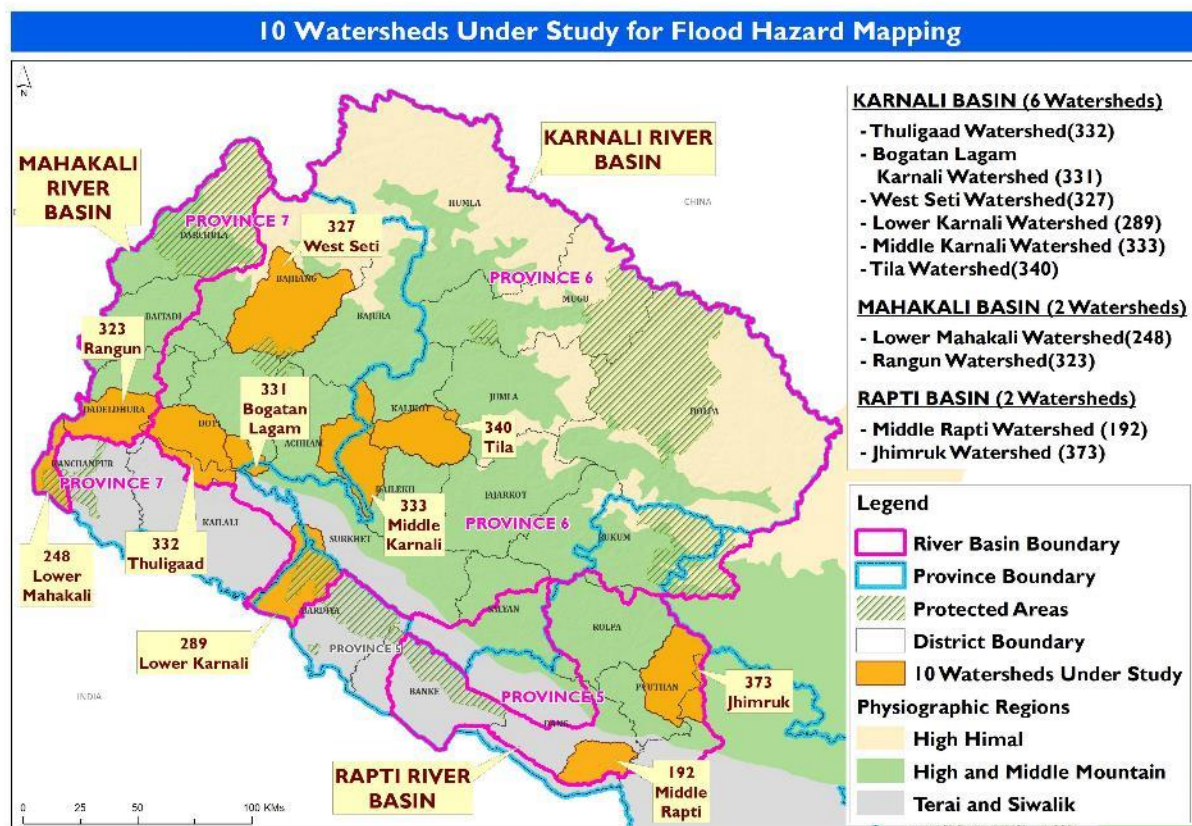 10 Watersheds Under Study for Flood Hazard Mapping
N
KARNALI BASIN (6 Watersheds)
- Thuligaad Watershed(332)
- Bogatan Lagam
Karnali Watershed (331)
- West Seti Watershed(327)
- Lower Karnali Watershed (289)
- Middle Karnali Watershed (333)
- Tila Watershed(340)
MAHAKALI BASIN (2 Watersheds)
- Lower Mahakali Watershed(248)
- Rangun Watershed(323)
RAPTI BASIN (2 Watersheds)
- Middle Rapti Watershed (192)
- Jhimruk Watershed (373)
Legend
River Basin Boundary
Province Boundary
Protected Areas
District Boundary
10 Watersheds Under Study
Physiographic Regions
High Himal
High and Middle Mountain
Terai and Siwalik
MAHAKALI
RIVER
BASIN
KARNALI RIVER
BASIN
CHINA
HUMLA
PROVINCE 7
DARCHULA
327
West Seti
PROVINCE 6
MUGU
BAJHANG
BAJURA
BAITADI
323
Rangun
331
Bogatan
Lagam
JUMLA
DOLPA
KALIKOT
DADELDHURA
DOTI
ACHHAM
340
Tila
KANCHANPUR
PROVINCE 7
DAILEKH
JAJARKOT
KAILALI
333
Middle
Karnali
PROVINCE 6
SURKHET
RUKUM
248
Lower
Mahakali
332
Thuligaad
BARDIYA
SALYAN
ROLPA
289
Lower Karnali
PROVINCE 5
PYUTHAN
373
Jhimruk
INDIA
BANKE
PROVINCE 5
DANG
RAPTI RIVER
BASIN
192
Middle
Rapti
0 25 50 100 KMs